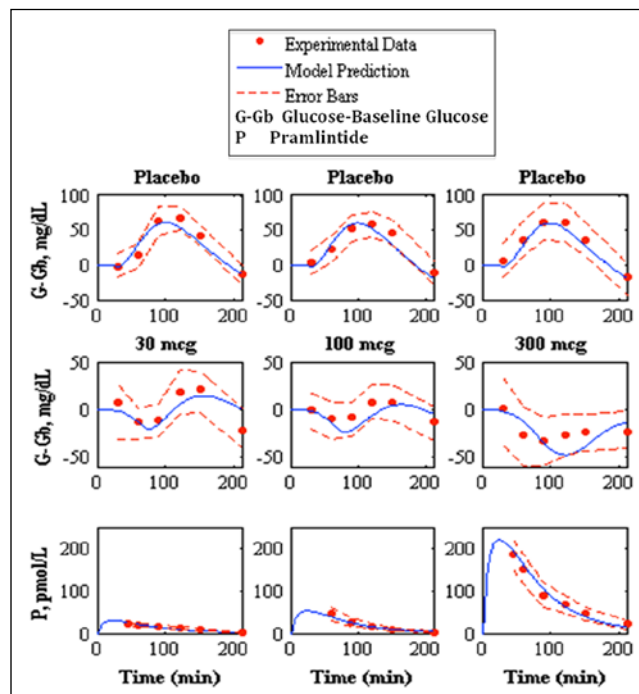 Experimental Data
Model Prediction
Error Bars
G-Gb Glucose-Baseline Glucose
P Pramlintide
Placebo Placebo Placebo
G-Gb, mg/dL
100 100 100
50 50 50
0 0 0
-50 -50 -50
0 100 200 0 100 200 0 100 200
30 mcg 100 mcg 300 mcg
G-Gb, mg/dL
50 50 50
0 0 0
-50 -50 -50
0 100 200 0 100 200 0 100 200
P, pmol/L
200 200 200
100 100 100
0 0 0
0 100 200 0 100 200 0 100 200
Time (min) Time (min) Time (min)